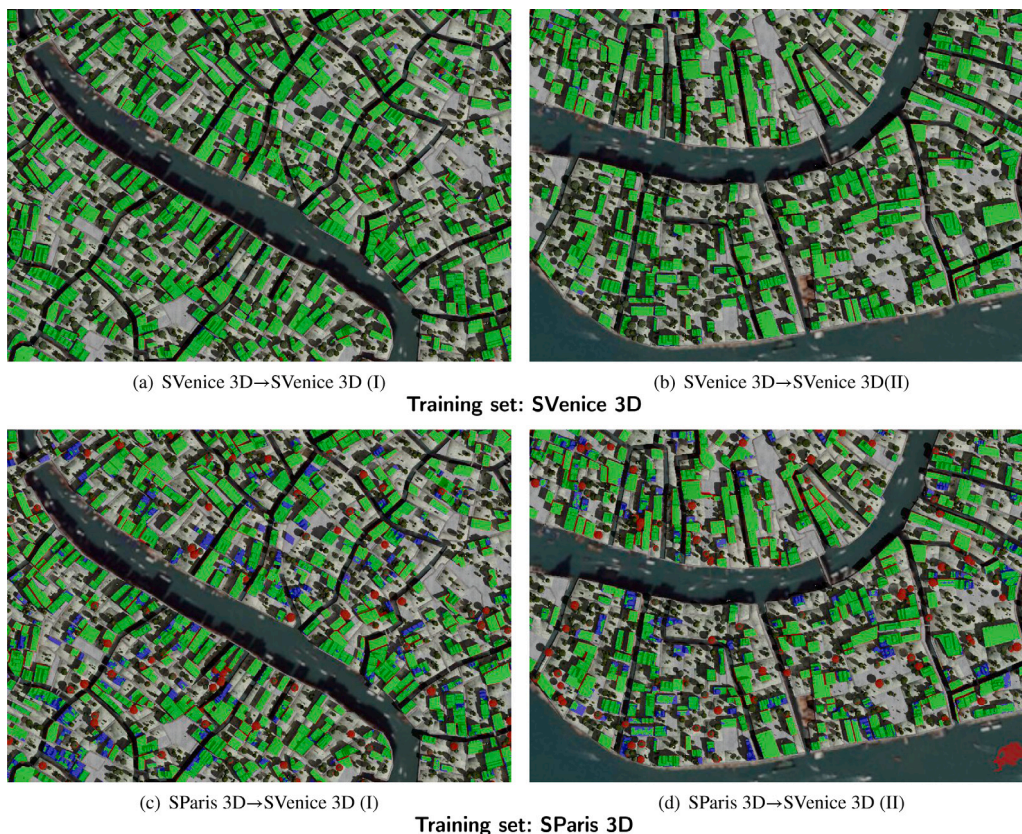 (a) SVenice 3D→SVenice 3D (I)
(b) SVenice 3D→SVenice 3D(II)
Training set: SVenice 3D
(c) SParis 3D→SVenice 3D (I)
(d) SParis 3D→SVenice 3D (II)
Training set: SParis 3D